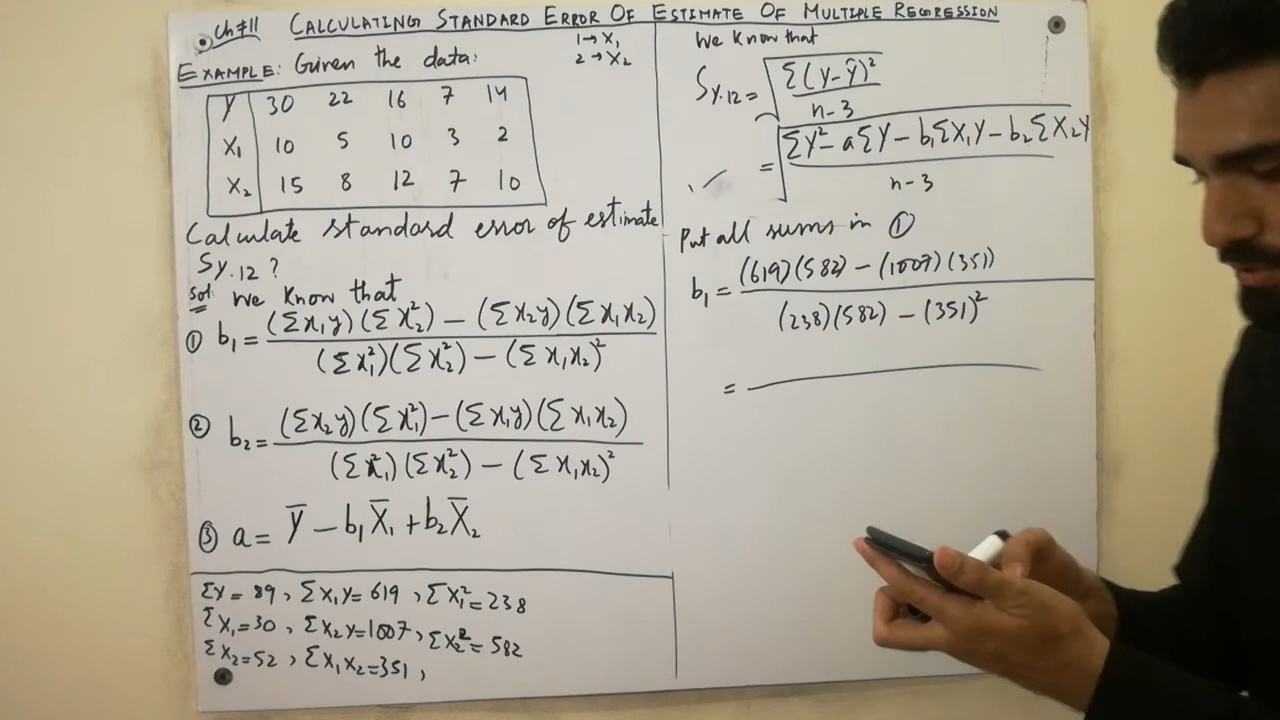 Ch #11 CALCULATING STANDARD ERROR OF ESTIMATE OF MULTIPLE REGRESSION
1→X₁
2→X₂
EXAMPLE: Given the data:
Y 30 22 16 7 14
X₁ 10 5 10 3 2
X₂ 15 8 12 7 10
Calculate standard error of estimate
Sy.12 ?
Sol: We know that
① b₁ = (Σx₁y)(Σx₂²) − (Σx₂y)(Σx₁x₂)
(Σx₁²)(Σx₂²) − (Σx₁x₂)²
② b₂ = (Σx₂y)(Σx₁²) − (Σx₁y)(Σx₁x₂)
(Σx₁²)(Σx₂²) − (Σx₁x₂)²
③ a = Y̅ − b₁X̅₁ + b₂X̅₂
Σy = 89, Σx₁y = 619, Σx₁² = 238
Σx₁ = 30, Σx₂y = 1007, Σx₂² = 582
Σx₂ = 52, Σx₁x₂ = 351,
We know that
Sy.12 = √ Σ(y−ŷ)²
n−3
= √ ΣY² − aΣY − b₁ΣX₁Y − b₂ΣX₂Y
n−3
Put all sums in ①
b₁ = (619)(582) − (1007)(351)
(238)(582) − (351)²
=